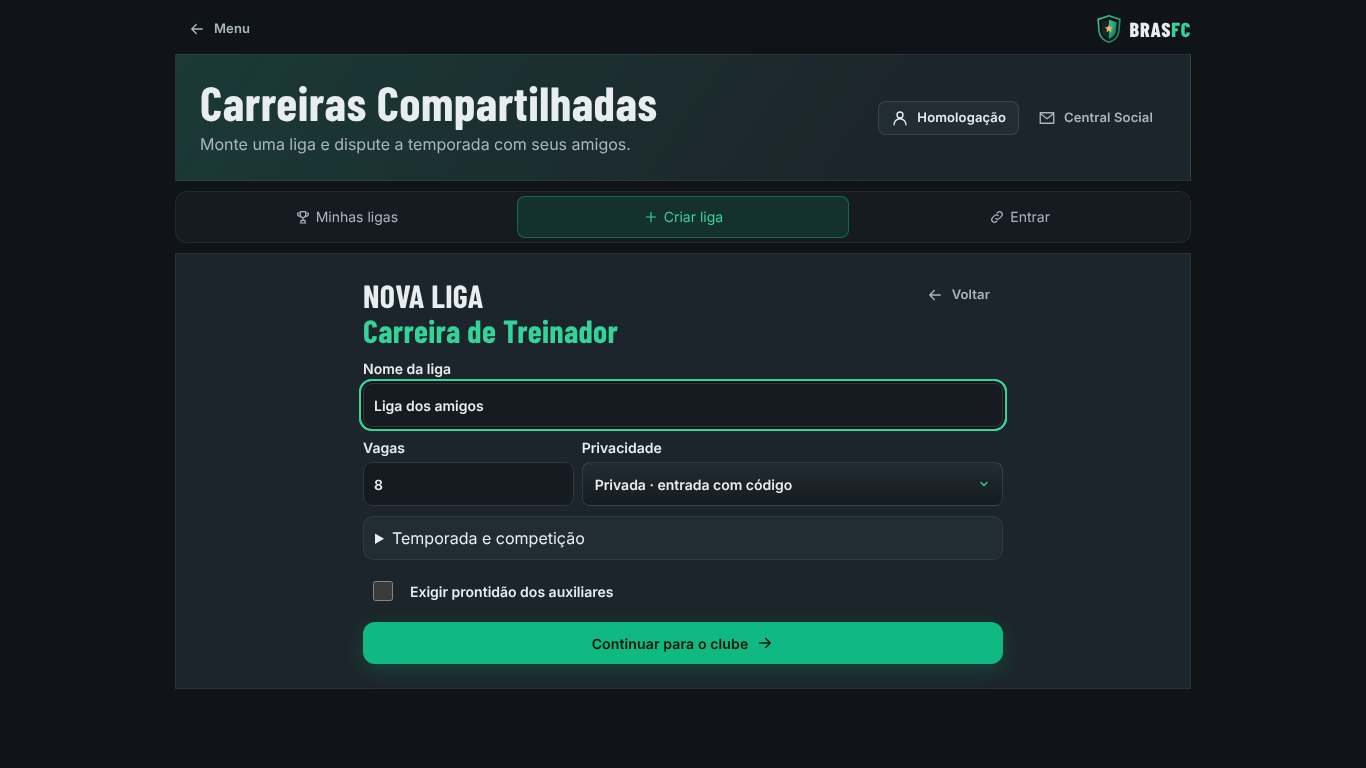 Menu
BRASFC
Carreiras Compartilhadas
Monte uma liga e dispute a temporada com seus amigos.
Homologação
Central Social
Minhas ligas
Criar liga
Entrar
NOVA LIGA
Voltar
Carreira de Treinador
Nome da liga
Liga dos amigos
Vagas
Privacidade
8
Privada · entrada com código
Temporada e competição
Exigir prontidão dos auxiliares
Continuar para o clube